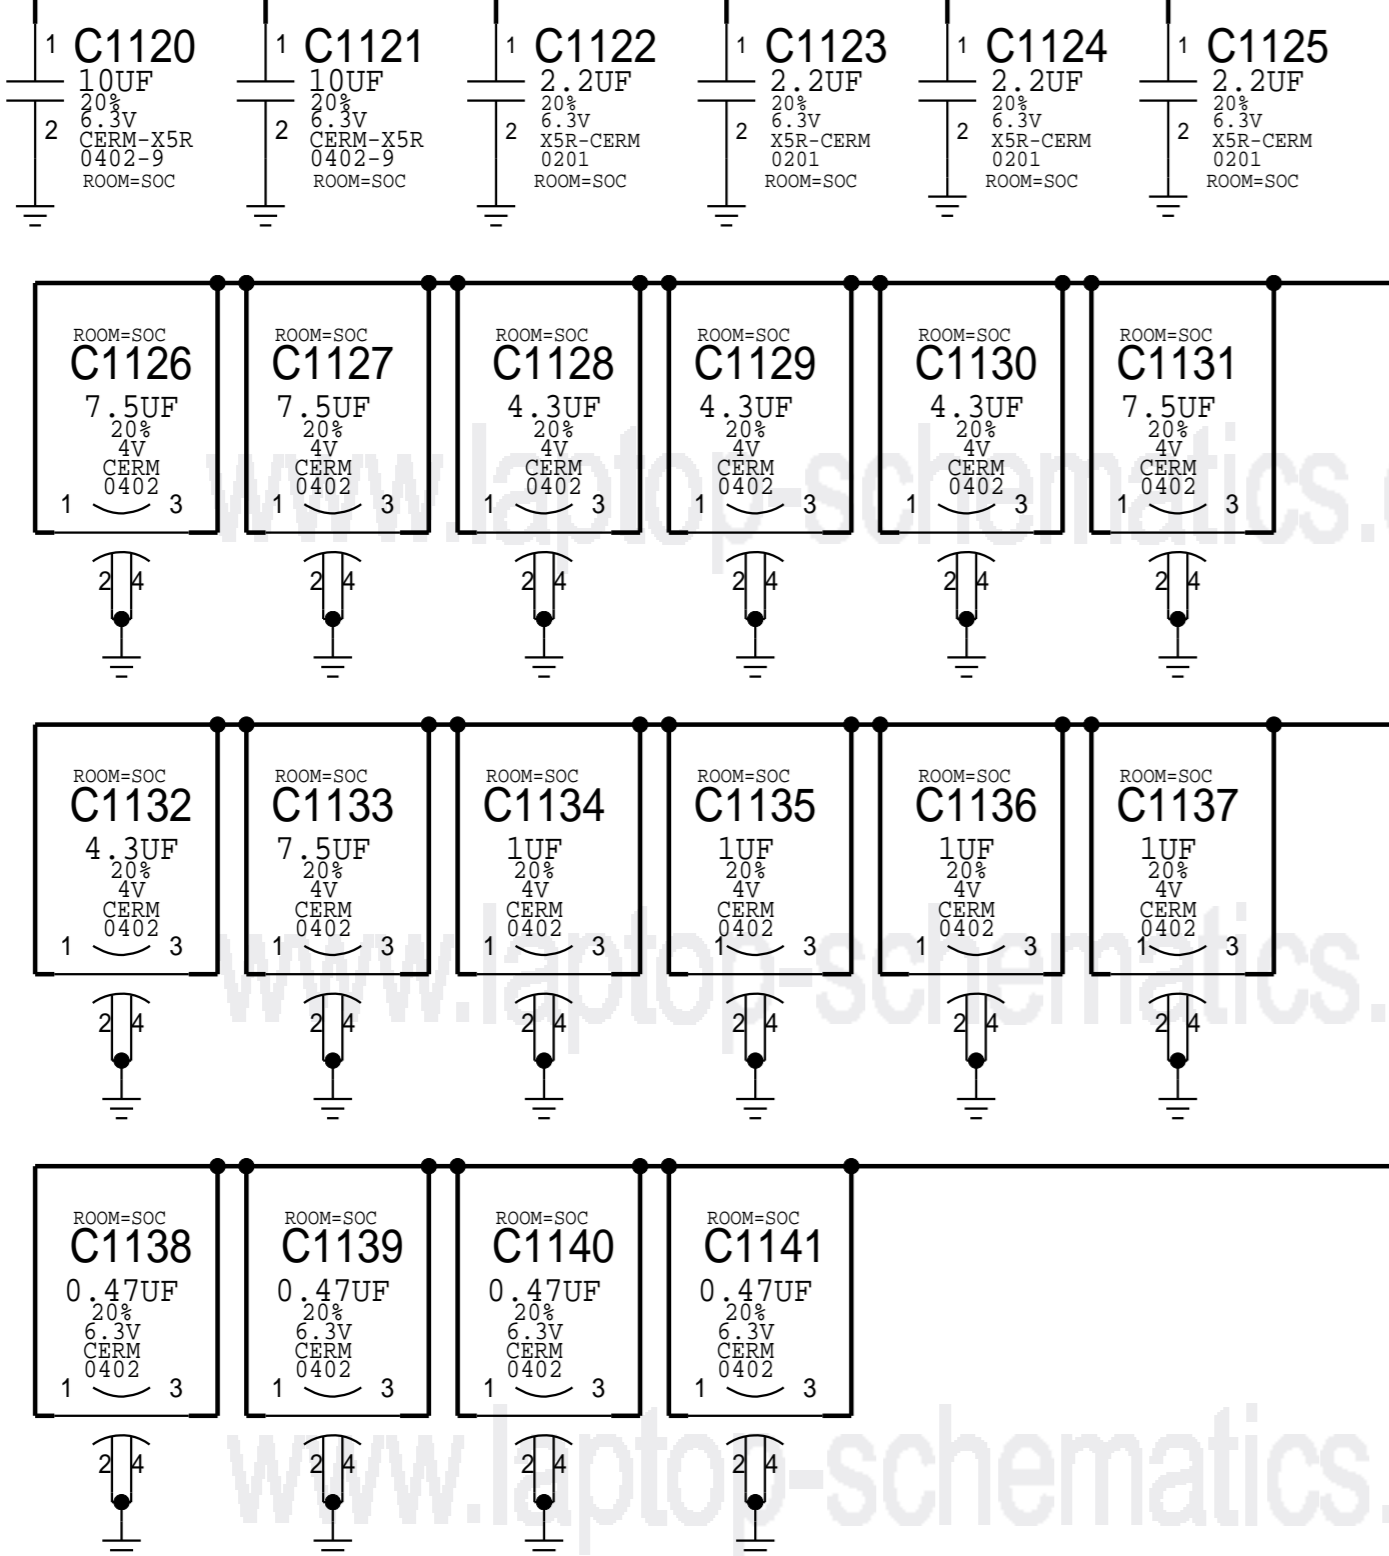 1 C1120
10UF
20%
6.3V
2 CERM-X5R
0402-9
ROOM=SOC
1 C1121
10UF
20%
6.3V
2 CERM-X5R
0402-9
ROOM=SOC
1 C1122
2.2UF
20%
6.3V
2 X5R-CERM
0201
ROOM=SOC
1 C1123
2.2UF
20%
6.3V
2 X5R-CERM
0201
ROOM=SOC
1 C1124
2.2UF
20%
6.3V
2 X5R-CERM
0201
ROOM=SOC
1 C1125
2.2UF
20%
6.3V
2 X5R-CERM
0201
ROOM=SOC
ROOM=SOC
C1126
7.5UF
20%
4V
CERM
0402
1 3
2 4
ROOM=SOC
C1127
7.5UF
20%
4V
CERM
0402
1 3
2 4
ROOM=SOC
C1128
4.3UF
20%
4V
CERM
0402
1 3
2 4
ROOM=SOC
C1129
4.3UF
20%
4V
CERM
0402
1 3
2 4
ROOM=SOC
C1130
4.3UF
20%
4V
CERM
0402
1 3
2 4
ROOM=SOC
C1131
7.5UF
20%
4V
CERM
0402
1 3
2 4
www.laptop-schematics.
ROOM=SOC
C1132
4.3UF
20%
4V
CERM
0402
1 3
2 4
ROOM=SOC
C1133
7.5UF
20%
4V
CERM
0402
1 3
2 4
ROOM=SOC
C1134
1UF
20%
4V
CERM
0402
1 3
2 4
ROOM=SOC
C1135
1UF
20%
4V
CERM
0402
1 3
2 4
ROOM=SOC
C1136
1UF
20%
4V
CERM
0402
1 3
2 4
ROOM=SOC
C1137
1UF
20%
4V
CERM
0402
1 3
2 4
www.laptop-schematics.
ROOM=SOC
C1138
0.47UF
20%
6.3V
CERM
0402
1 3
2 4
ROOM=SOC
C1139
0.47UF
20%
6.3V
CERM
0402
1 3
2 4
ROOM=SOC
C1140
0.47UF
20%
6.3V
CERM
0402
1 3
2 4
ROOM=SOC
C1141
0.47UF
20%
6.3V
CERM
0402
1 3
2 4
www.laptop-schematics.